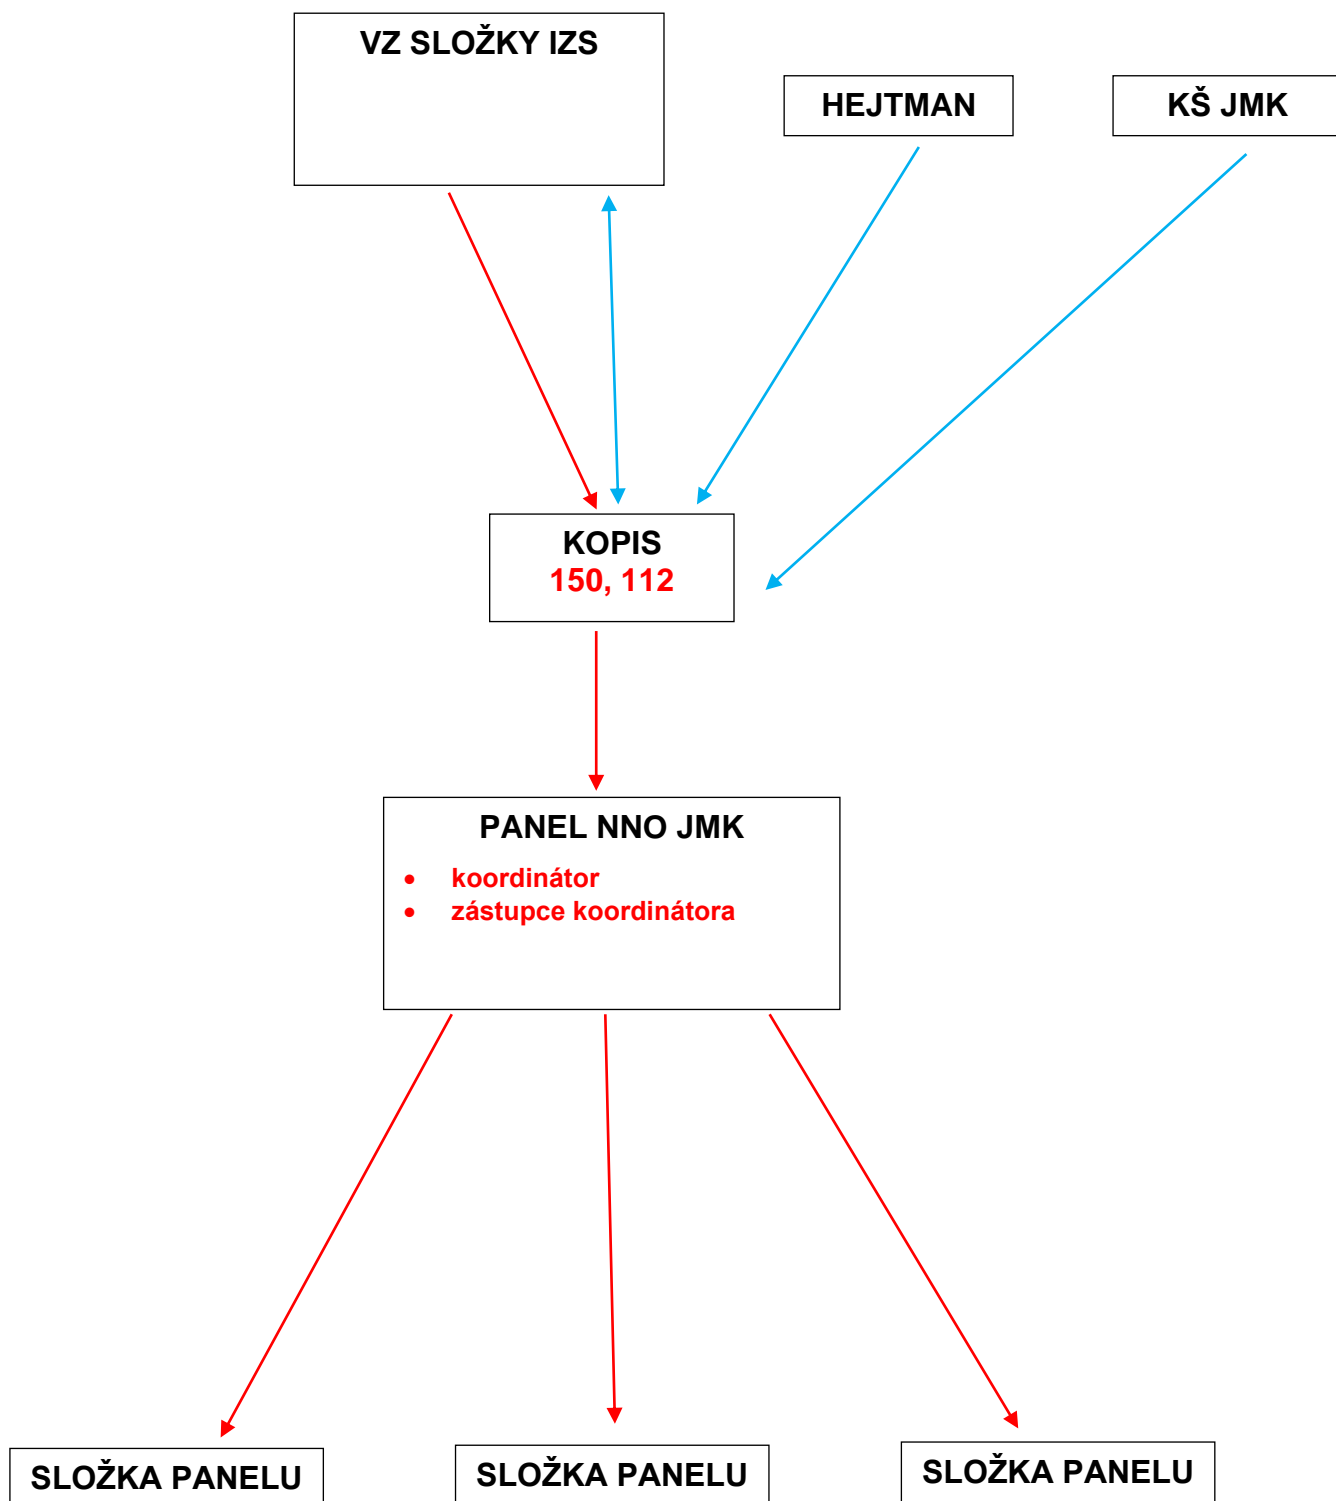 VZ SLOŽKY IZS
HEJTMAN
KŠ JMK
KOPIS
150, 112
PANEL NNO JMK
• koordinátor
• zástupce koordinátora
SLOŽKA PANELU
SLOŽKA PANELU
SLOŽKA PANELU